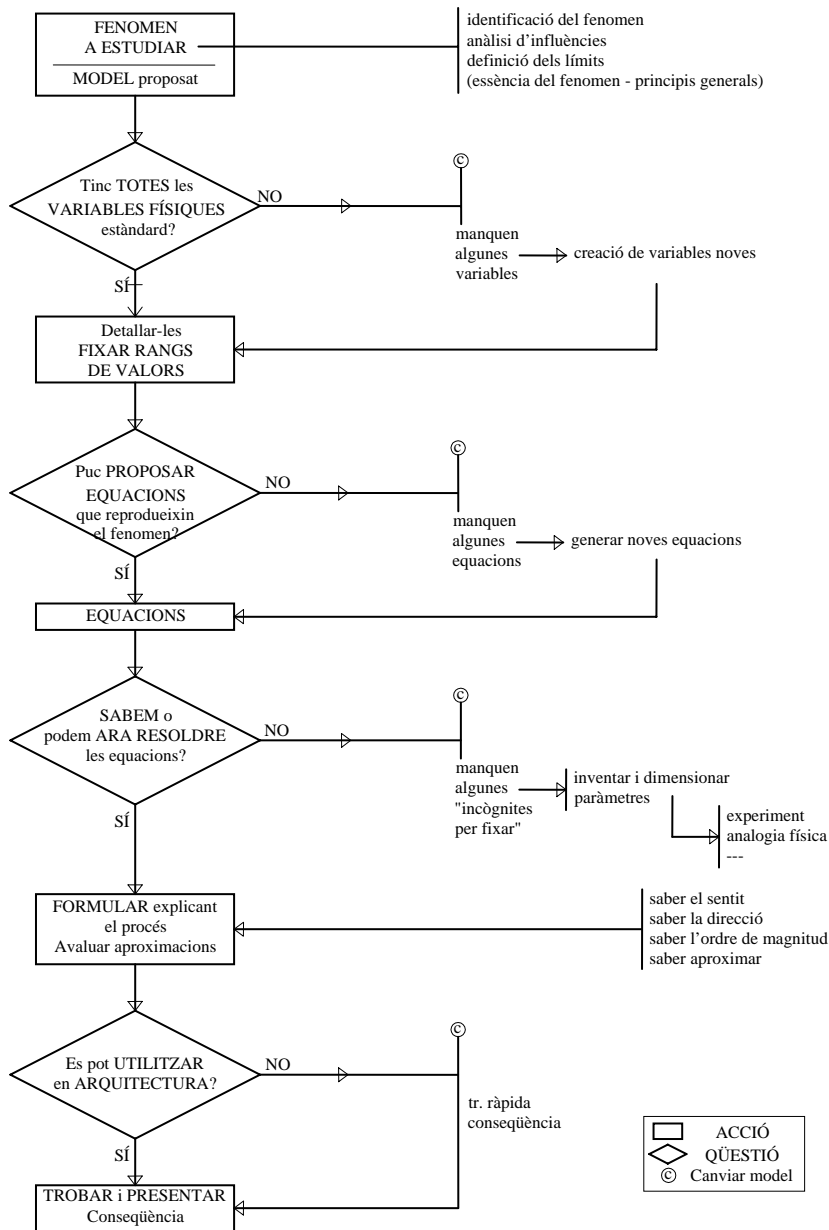 FENOMEN
A ESTUDIAR
MODEL proposat
identificació del fenomen
anàlisi d'influències
definició dels límits
(essència del fenomen - principis generals)
Tinc TOTES les
VARIABLES FÍSIQUES
estàndard?
NO
©
manquen
algunes
variables
creació de variables noves
SÍ
Detallar-les
FIXAR RANGS
DE VALORS
Puc PROPOSAR
EQUACIONS
que reprodueixin
el fenomen?
NO
©
manquen
algunes
equacions
generar noves equacions
SÍ
EQUACIONS
SABEM o
podem ARA RESOLDRE
les equacions?
NO
©
manquen
algunes
"incògnites
per fixar"
inventar i dimensionar
paràmetres
experiment
analogia física
---
SÍ
FORMULAR explicant
el procés
Avaluar aproximacions
saber el sentit
saber la direcció
saber l'ordre de magnitud
saber aproximar
Es pot UTILITZAR
en ARQUITECTURA?
NO
©
tr. ràpida
conseqüència
SÍ
TROBAR i PRESENTAR
Conseqüència
ACCIÓ
QÜESTIÓ
© Canviar model